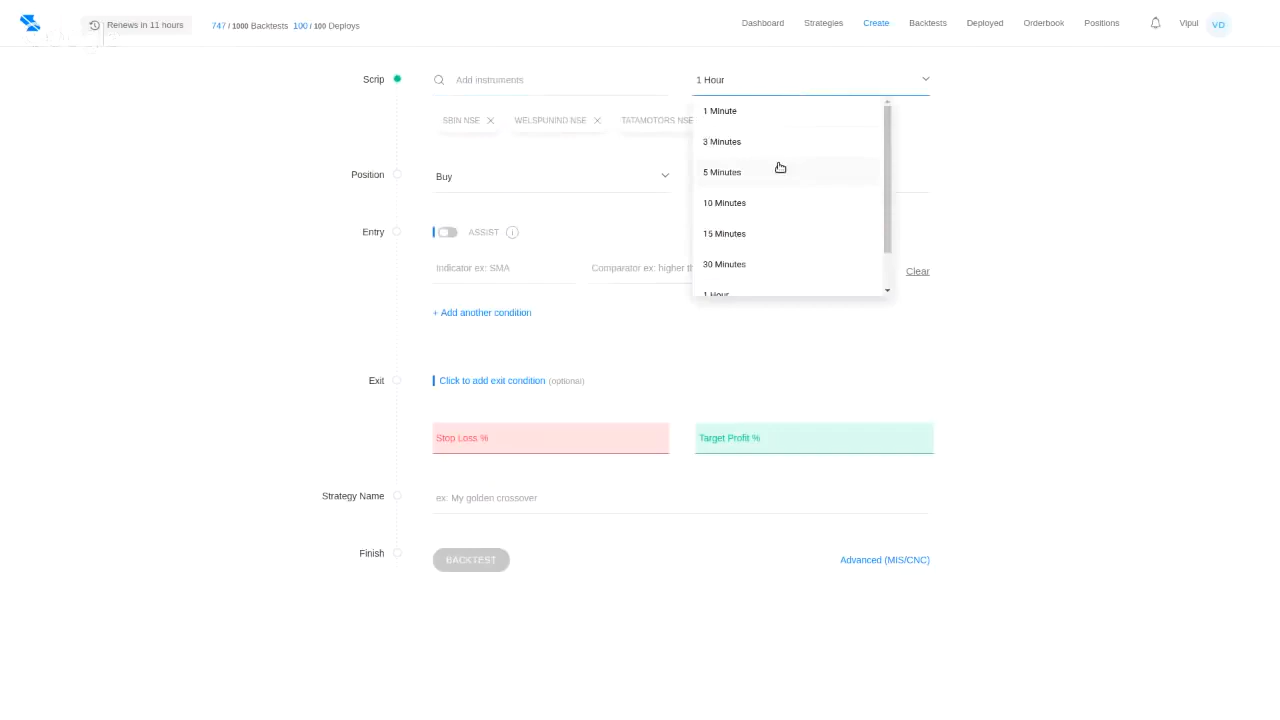 Renews in 11 hours
747 / 1000 Backtests 100 / 100 Deploys
Dashboard
Strategies
Create
Backtests
Deployed
Orderbook
Positions
Vipul
VD
Scrip
Add instruments
1 Hour
SBIN NSE
WELSPUNIND NSE
TATAMOTORS NSE
1 Minute
3 Minutes
5 Minutes
10 Minutes
15 Minutes
30 Minutes
1 Hour
Position
Buy
Entry
ASSIST
i
Indicator ex: SMA
Comparator ex: higher th
Clear
+ Add another condition
Exit
Click to add exit condition (optional)
Stop Loss %
Target Profit %
Strategy Name
ex: My golden crossover
Finish
BACKTEST
Advanced (MIS/CNC)